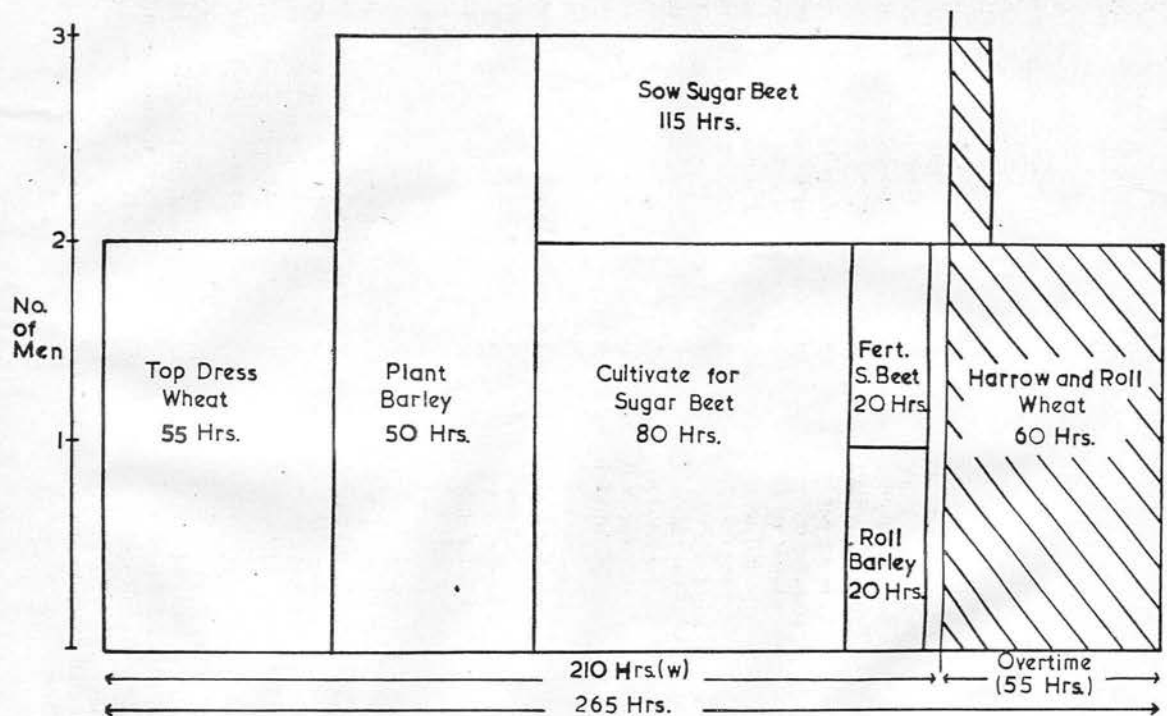 3
Sow Sugar Beet
115 Hrs.
2
No.
of
Men
Top Dress
Wheat
55 Hrs.
Plant
Barley
50 Hrs.
Cultivate for
Sugar Beet
80 Hrs.
Fert.
S. Beet
20 Hrs.
Harrow and Roll
Wheat
60 Hrs.
1
Roll
Barley
20 Hrs.
210 Hrs.(w)
Overtime
(55 Hrs.)
265 Hrs.